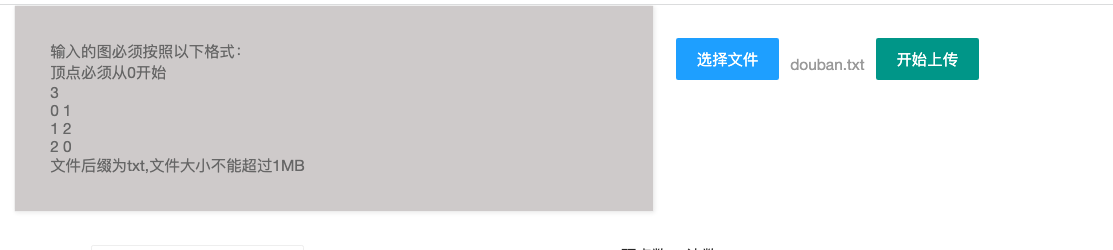 输入的图必须按照以下格式：
顶点必须从0开始
3
0 1
1 2
2 0
文件后缀为txt,文件大小不能超过1MB
选择文件
douban.txt
开始上传